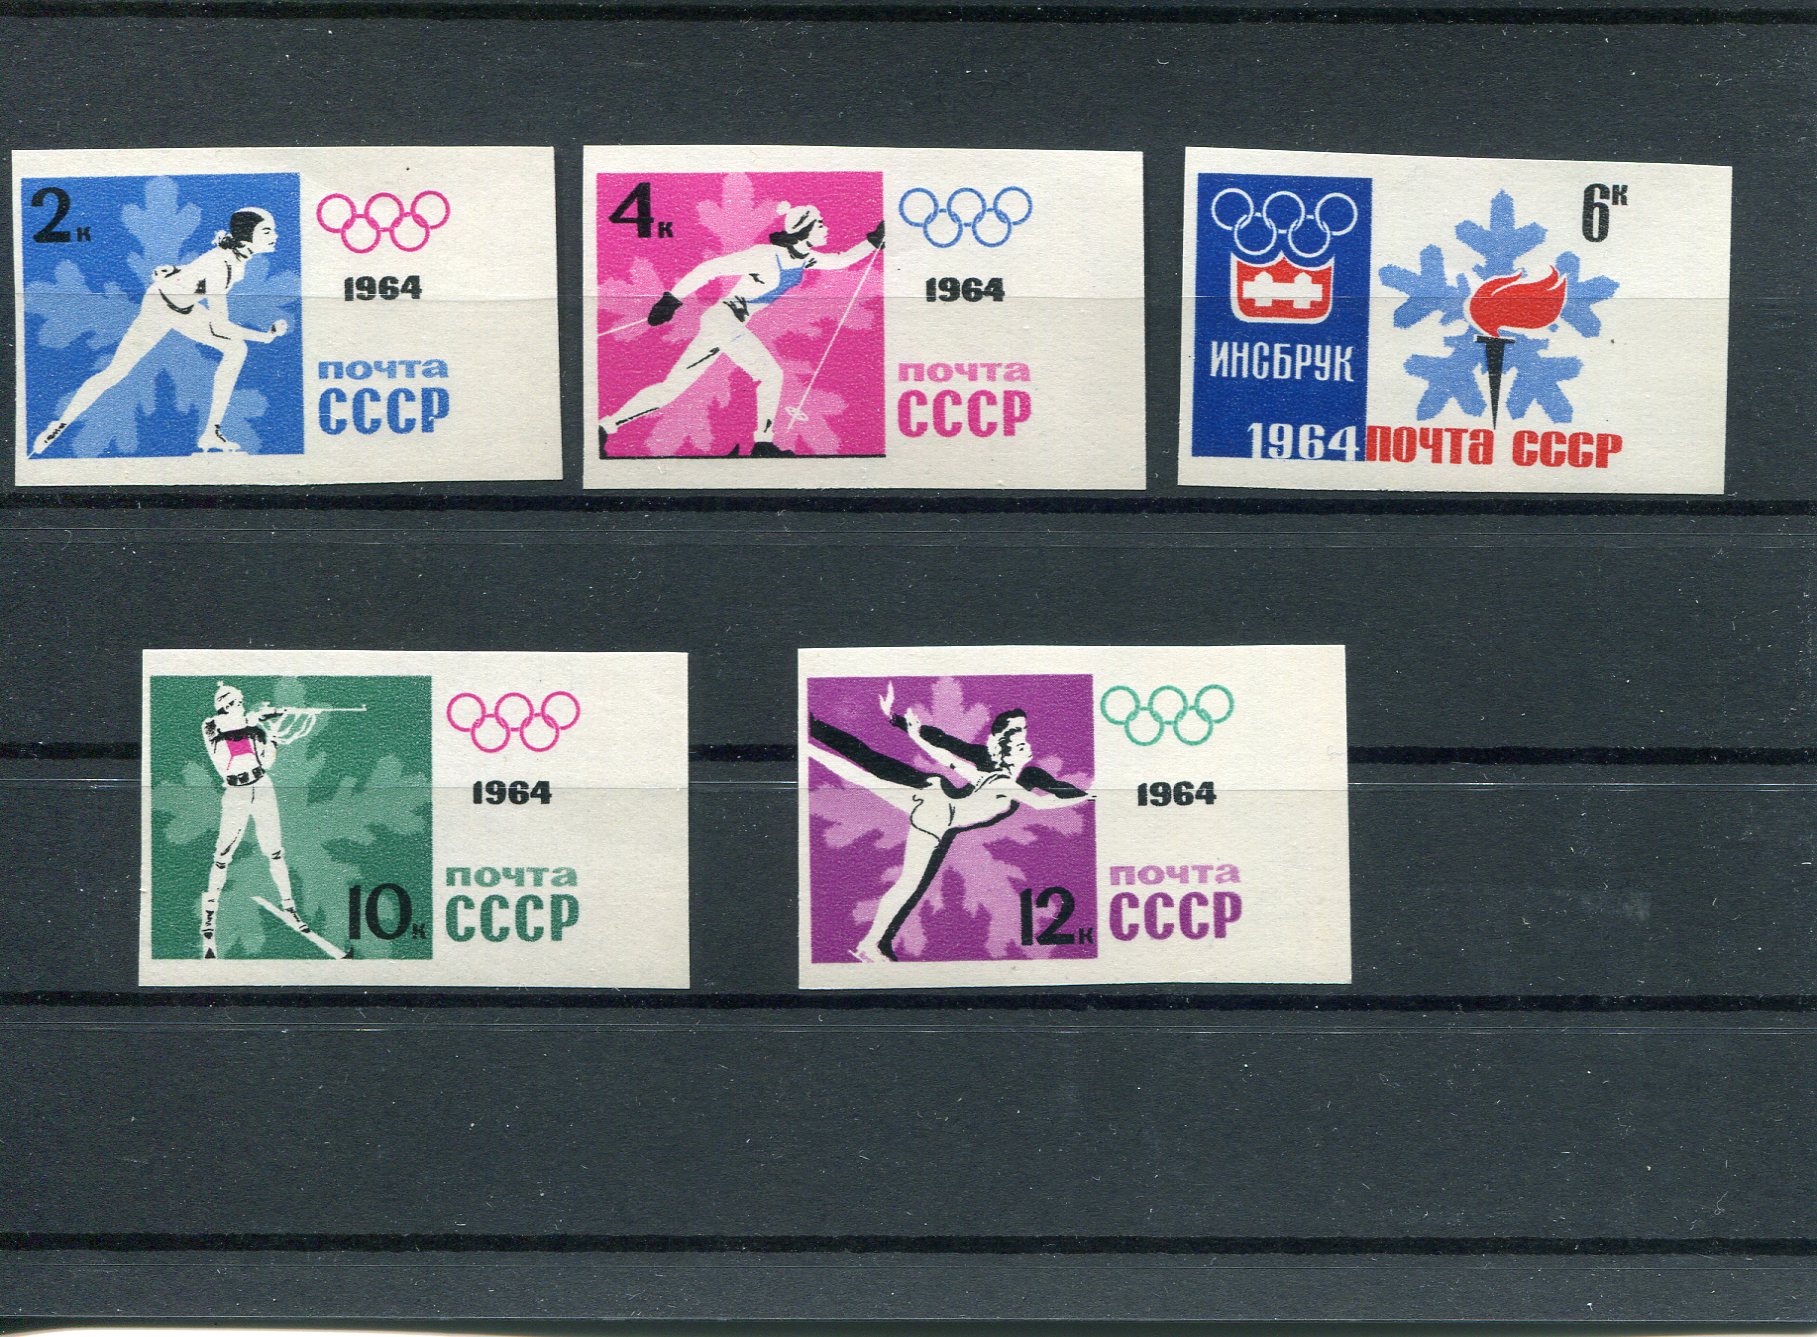 2к
1964
почта
СССР
4к
1964
почта
СССР
6к
ИНСБРУК
1964 ПОЧТА СССР
1964
почта
10к
СССР
1964
почта
12к
СССР